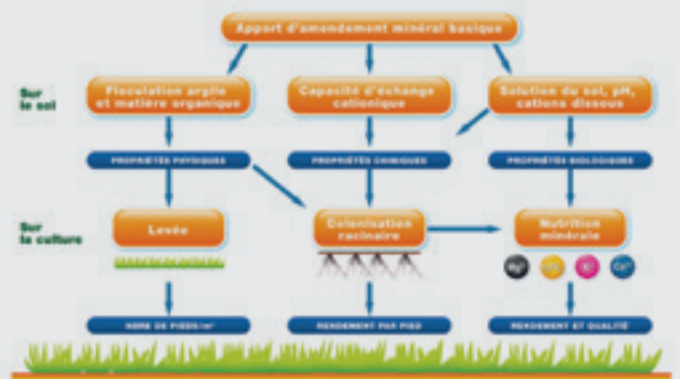 Apport d'amendement minéral basique
Sur
le sol
Floculation argile
et matière organique
Capacité d'échange
cationique
Solution du sol, pH,
cations dissous
PROPRIÉTÉS PHYSIQUES
PROPRIÉTÉS CHIMIQUES
PROPRIÉTÉS BIOLOGIQUES
Sur
la culture
Levée
Colonisation
racinaire
Nutrition
minérale
NBRE DE PIEDS/m²
RENDEMENT PAR PIED
RENDEMENT ET QUALITÉ